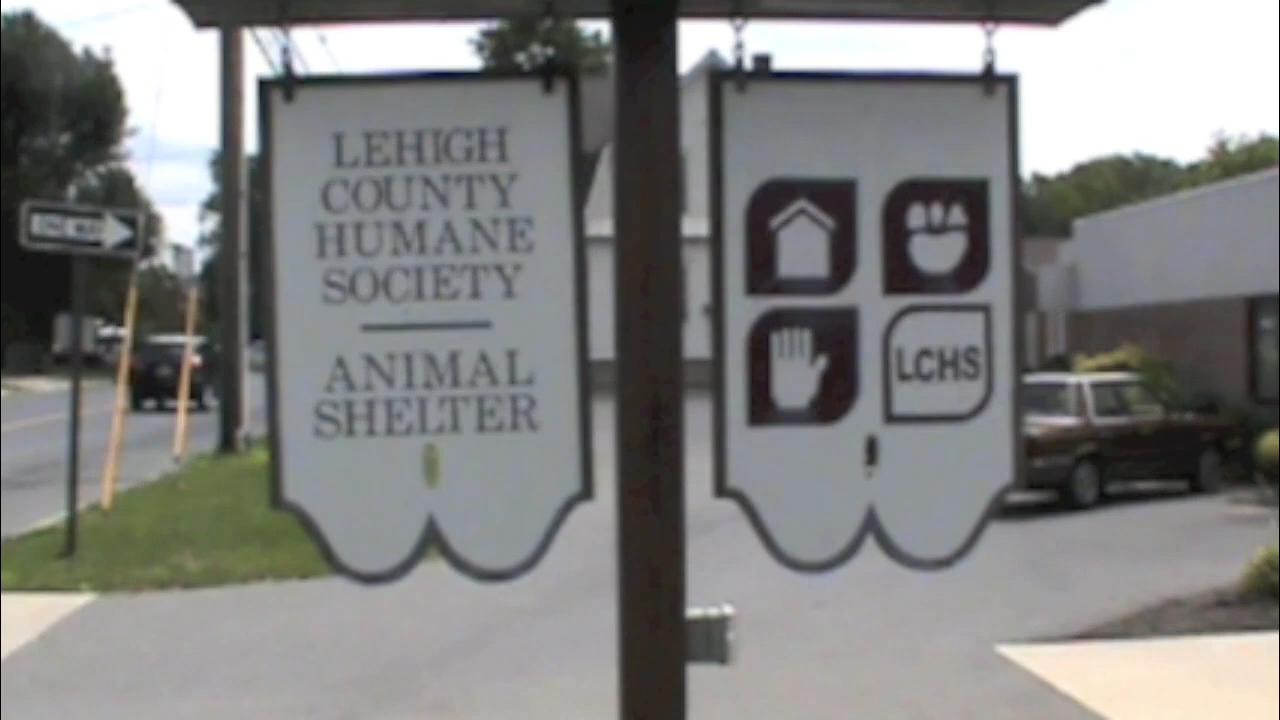 LEHIGH
COUNTY
HUMANE
SOCIETY
ANIMAL
SHELTER
LCHS
ONE WAY